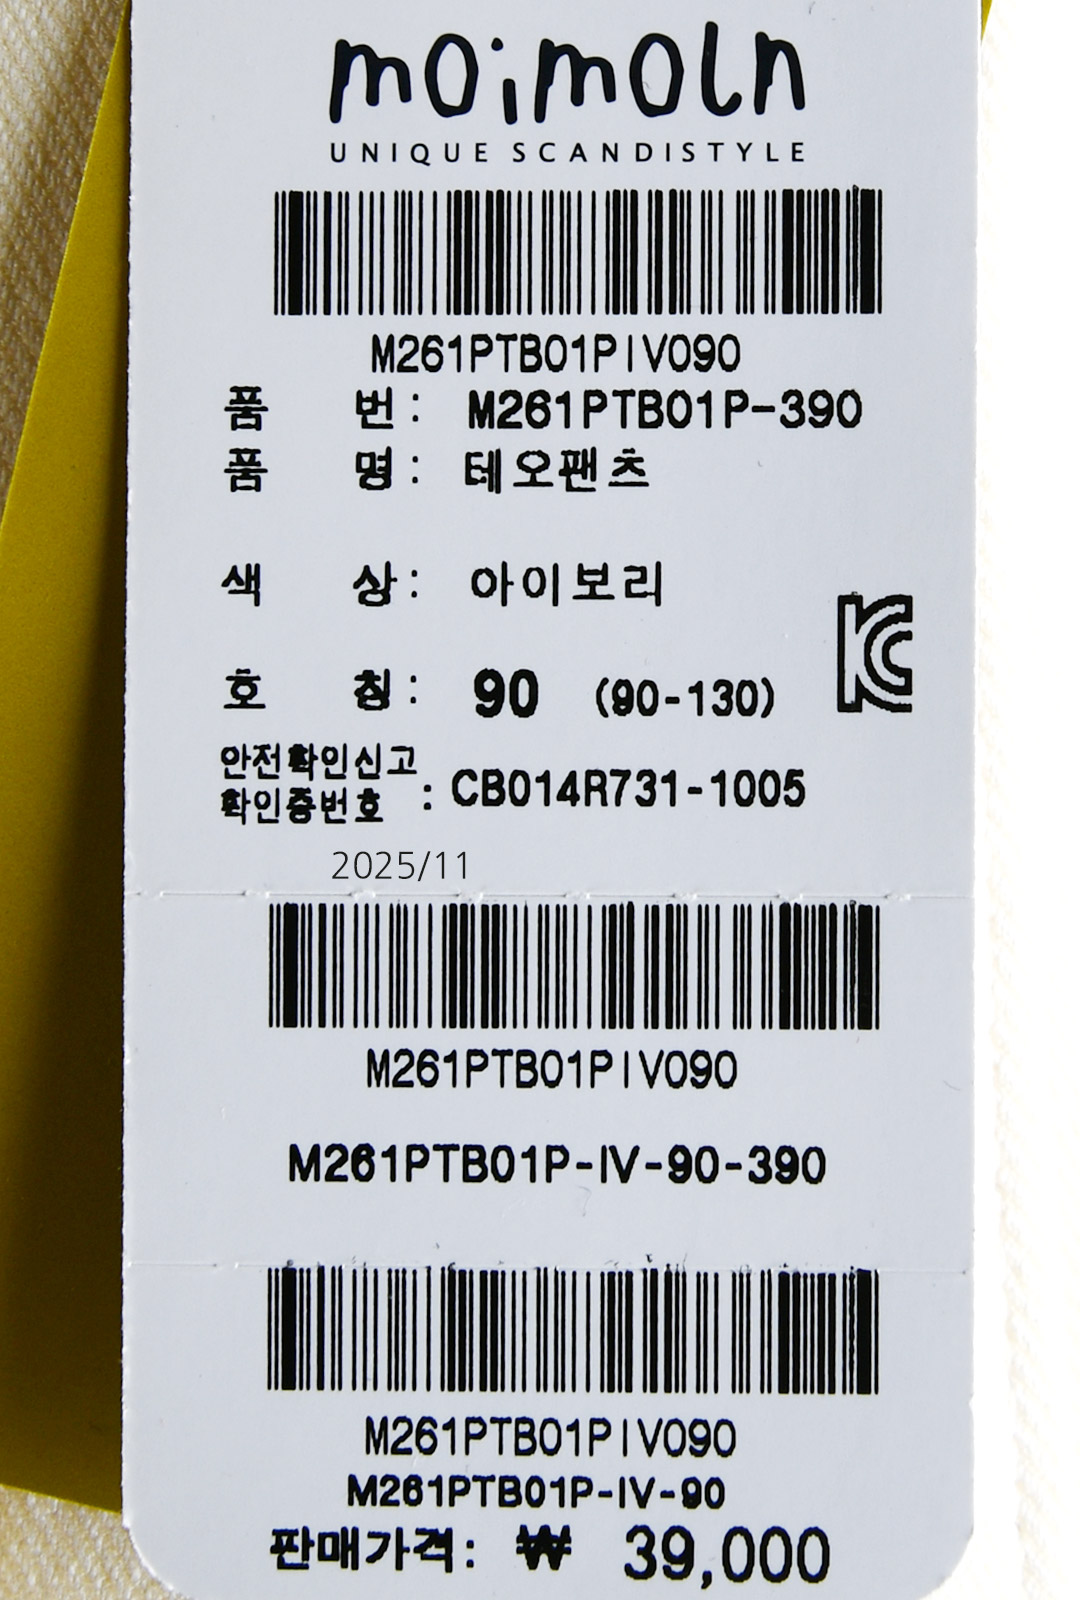 moimoln
UNIQUE SCANDISTYLE
M261PTB01PIV090
품 번: M261PTB01P-390
품 명: 테오팬츠
색 상: 아이보리
호 칭: 90 (90-130)
안전확인신고
확인증번호 : CB014R731-1005
2025/11
M261PTB01PIV090
M261PTB01P-IV-90-390
M261PTB01PIV090
M261PTB01P-IV-90
판매가격: ₩ 39,000